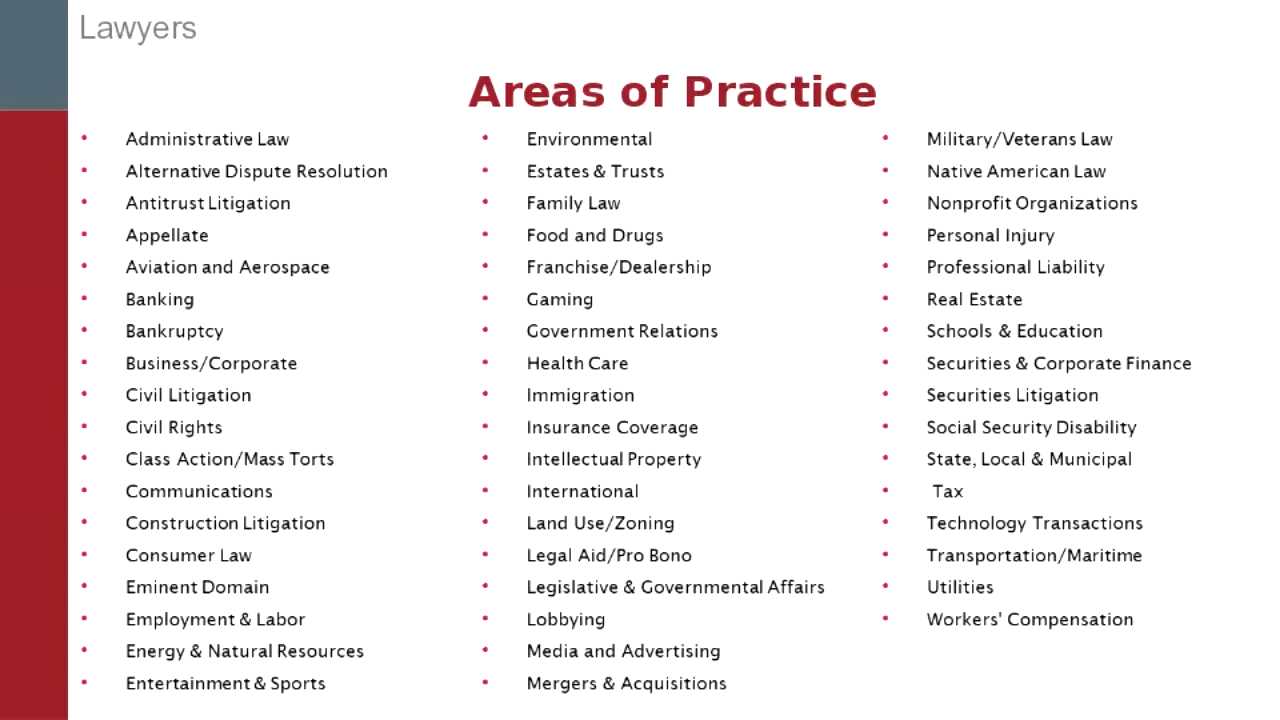 Lawyers
Areas of Practice
• Administrative Law
• Alternative Dispute Resolution
• Antitrust Litigation
• Appellate
• Aviation and Aerospace
• Banking
• Bankruptcy
• Business/Corporate
• Civil Litigation
• Civil Rights
• Class Action/Mass Torts
• Communications
• Construction Litigation
• Consumer Law
• Eminent Domain
• Employment & Labor
• Energy & Natural Resources
• Entertainment & Sports
• Environmental
• Estates & Trusts
• Family Law
• Food and Drugs
• Franchise/Dealership
• Gaming
• Government Relations
• Health Care
• Immigration
• Insurance Coverage
• Intellectual Property
• International
• Land Use/Zoning
• Legal Aid/Pro Bono
• Legislative & Governmental Affairs
• Lobbying
• Media and Advertising
• Mergers & Acquisitions
• Military/Veterans Law
• Native American Law
• Nonprofit Organizations
• Personal Injury
• Professional Liability
• Real Estate
• Schools & Education
• Securities & Corporate Finance
• Securities Litigation
• Social Security Disability
• State, Local & Municipal
• Tax
• Technology Transactions
• Transportation/Maritime
• Utilities
• Workers' Compensation